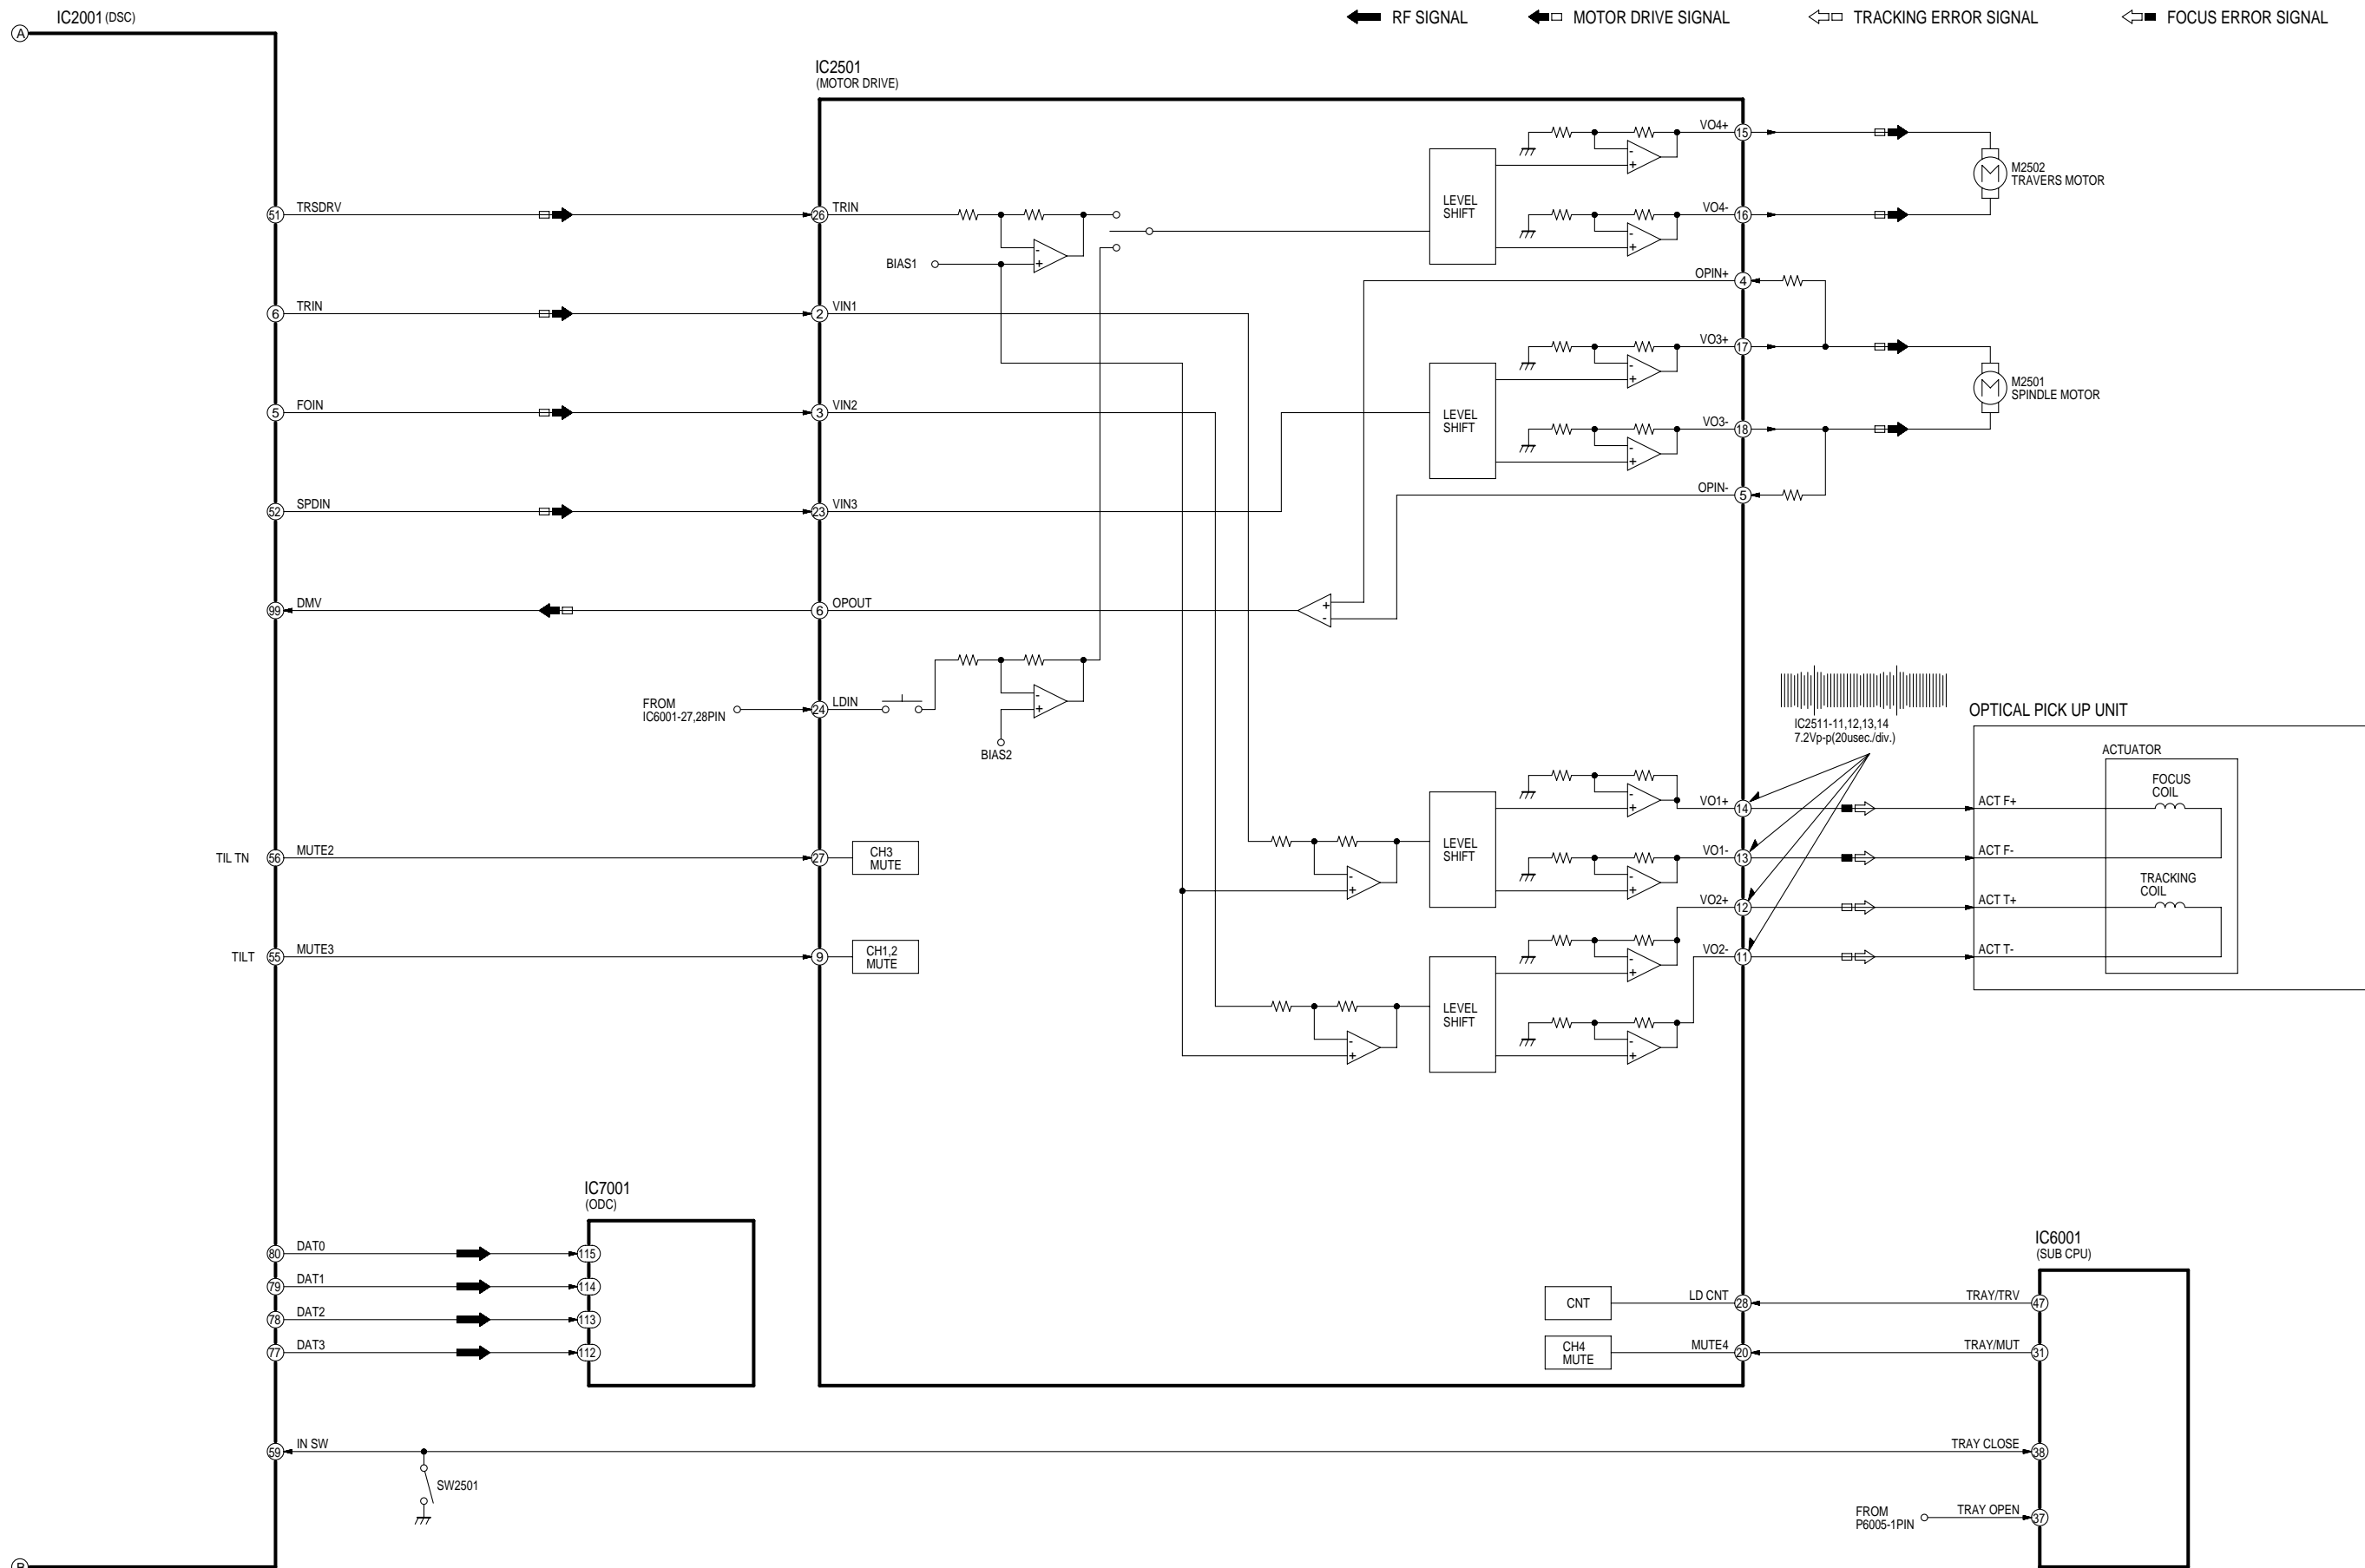 IC2001 (DSC)
RF SIGNAL
MOTOR DRIVE SIGNAL
TRACKING ERROR SIGNAL
FOCUS ERROR SIGNAL
A
IC2501
(MOTOR DRIVE)
VO4+
15
M2502
TRAVERS MOTOR
LEVEL
SHIFT
-
+
51
TRSDRV
26
TRIN
VO4-
16
-
+
BIAS1
-
+
OPIN+
4
6
TRIN
2
VIN1
VO3+
17
-
+
M2501
SPINDLE MOTOR
5
FOIN
3
VIN2
LEVEL
SHIFT
VO3-
18
-
+
OPIN-
5
52
SPDIN
23
VIN3
99
DMV
6
OPOUT
+
-
FROM
IC6001-27,28PIN
24
LDIN
-
+
BIAS2
IC2511-11,12,13,14
7.2Vp-p(20usec./div.)
OPTICAL PICK UP UNIT
ACTUATOR
FOCUS
COIL
VO1+
14
ACT F+
-
+
LEVEL
SHIFT
TIL TN
56
MUTE2
27
CH3
MUTE
VO1-
13
ACT F-
-
+
-
+
TRACKING
COIL
VO2+
12
ACT T+
-
+
TILT
55
MUTE3
9
CH1,2
MUTE
VO2-
11
ACT T-
LEVEL
SHIFT
-
+
-
+
IC7001
(ODC)
80
DAT0
115
79
DAT1
114
78
DAT2
113
77
DAT3
112
IC6001
(SUB CPU)
CNT
LD CNT
28
TRAY/TRV
47
CH4
MUTE
MUTE4
20
TRAY/MUT
31
59
IN SW
TRAY CLOSE
38
SW2501
FROM
P6005-1PIN
TRAY OPEN
37
B